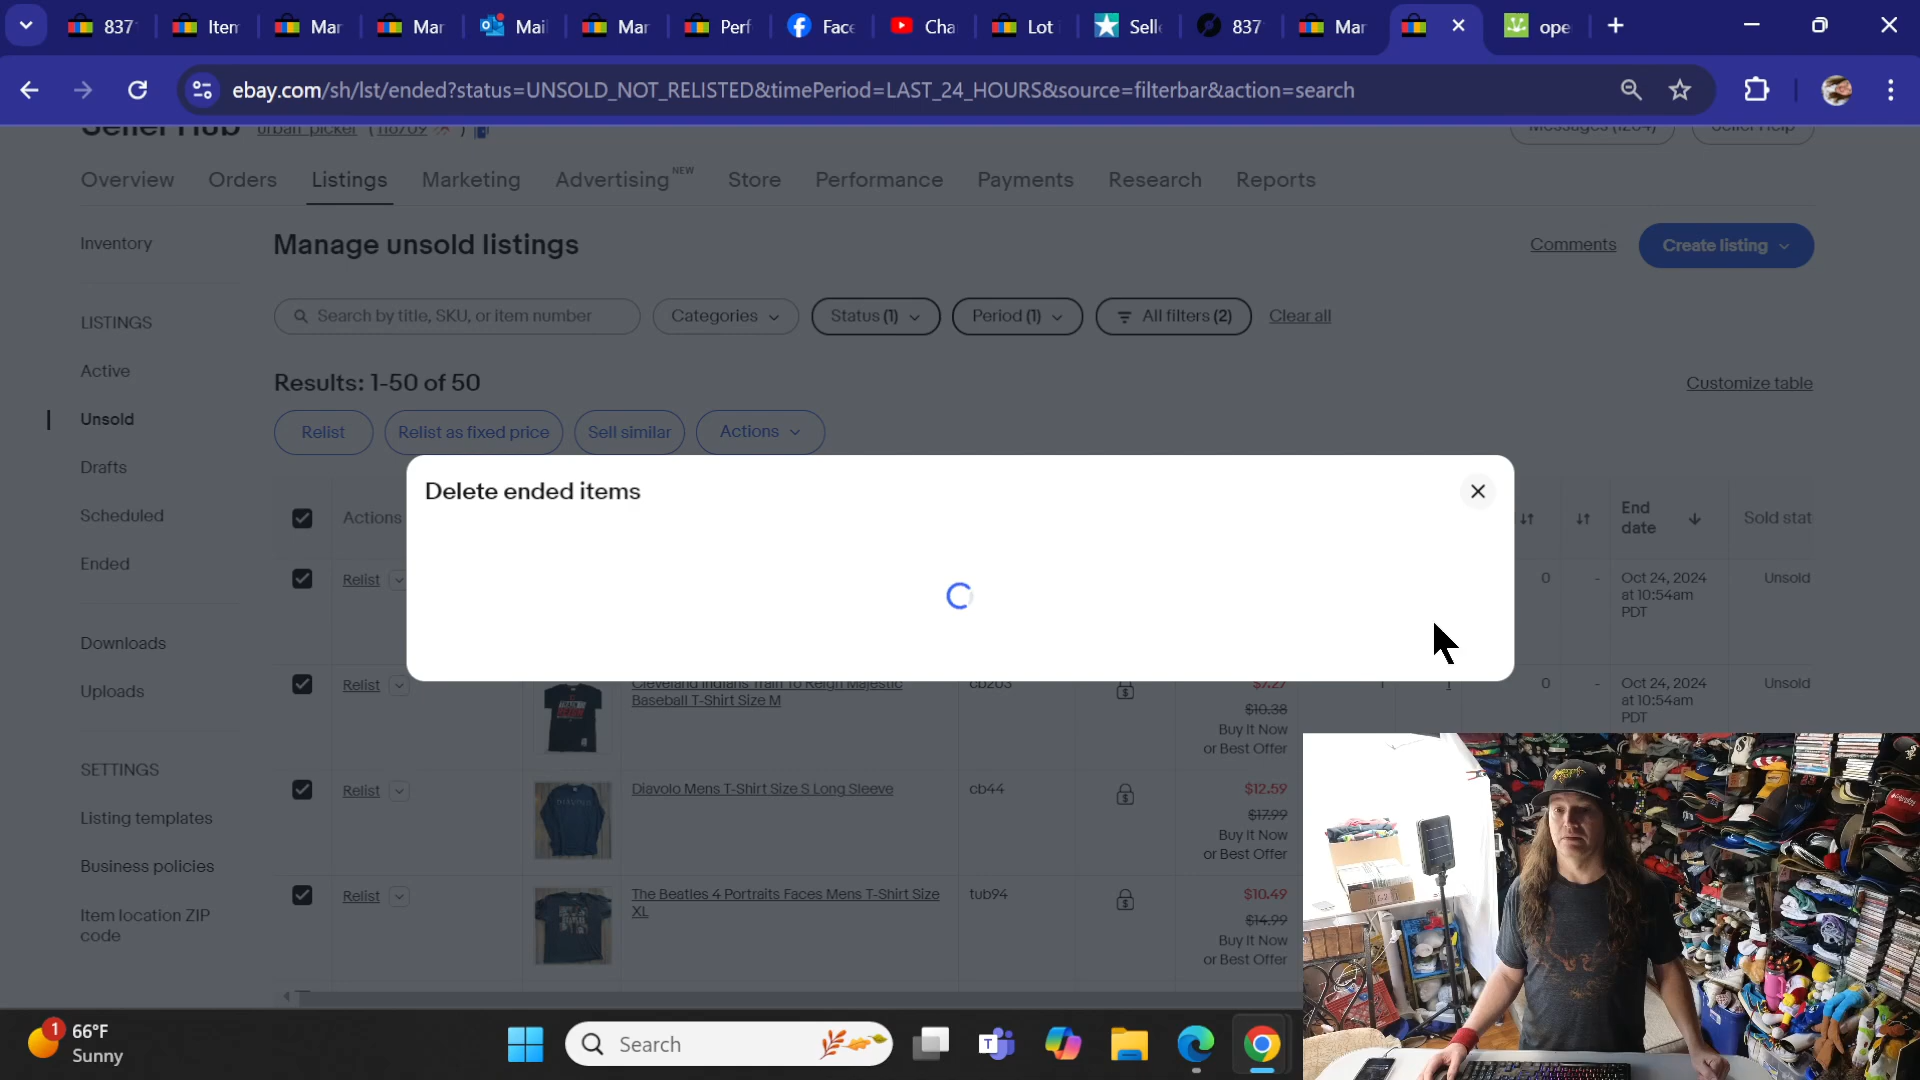 837
Iten
Mar
Mar
Mail
Mar
Perf
Face
Cha
Lot
Selle
837
Mar
ope
ebay.com/sh/lst/ended?status=UNSOLD_NOT_RELISTED&timePeriod=LAST_24_HOURS&source=filterbar&action=search
Seller Hub urban_picker (116709)
Messages (1264) Seller Help
Overview Orders Listings Marketing Advertising NEW Store Performance Payments Research Reports
Inventory
Manage unsold listings
Comments
Create listing
Search by title, SKU, or item number
Categories
Status (1)
Period (1)
All filters (2)
Clear all
LISTINGS
Active
Unsold
Drafts
Scheduled
Ended
Downloads
Uploads
SETTINGS
Listing templates
Business policies
Item location ZIP
code
Results: 1-50 of 50
Customize table
Relist
Relist as fixed price
Sell similar
Actions
Delete ended items
Actions
End
date
Sold stat
Relist
0
-
Oct 24, 2024
at 10:54am
PDT
Unsold
Relist
Cleveland Indians Train To Reign Majestic
Baseball T-Shirt Size M
cb203
$7.27
$10.38
Buy It Now
or Best Offer
1
1
0
-
Oct 24, 2024
at 10:54am
PDT
Unsold
Relist
Diavolo Mens T-Shirt Size S Long Sleeve
cb44
$12.59
$17.99
Buy It Now
or Best Offer
Relist
The Beatles 4 Portraits Faces Mens T-Shirt Size
XL
tub94
$10.49
$14.99
Buy It Now
or Best Offer
1
66°F
Sunny
Search